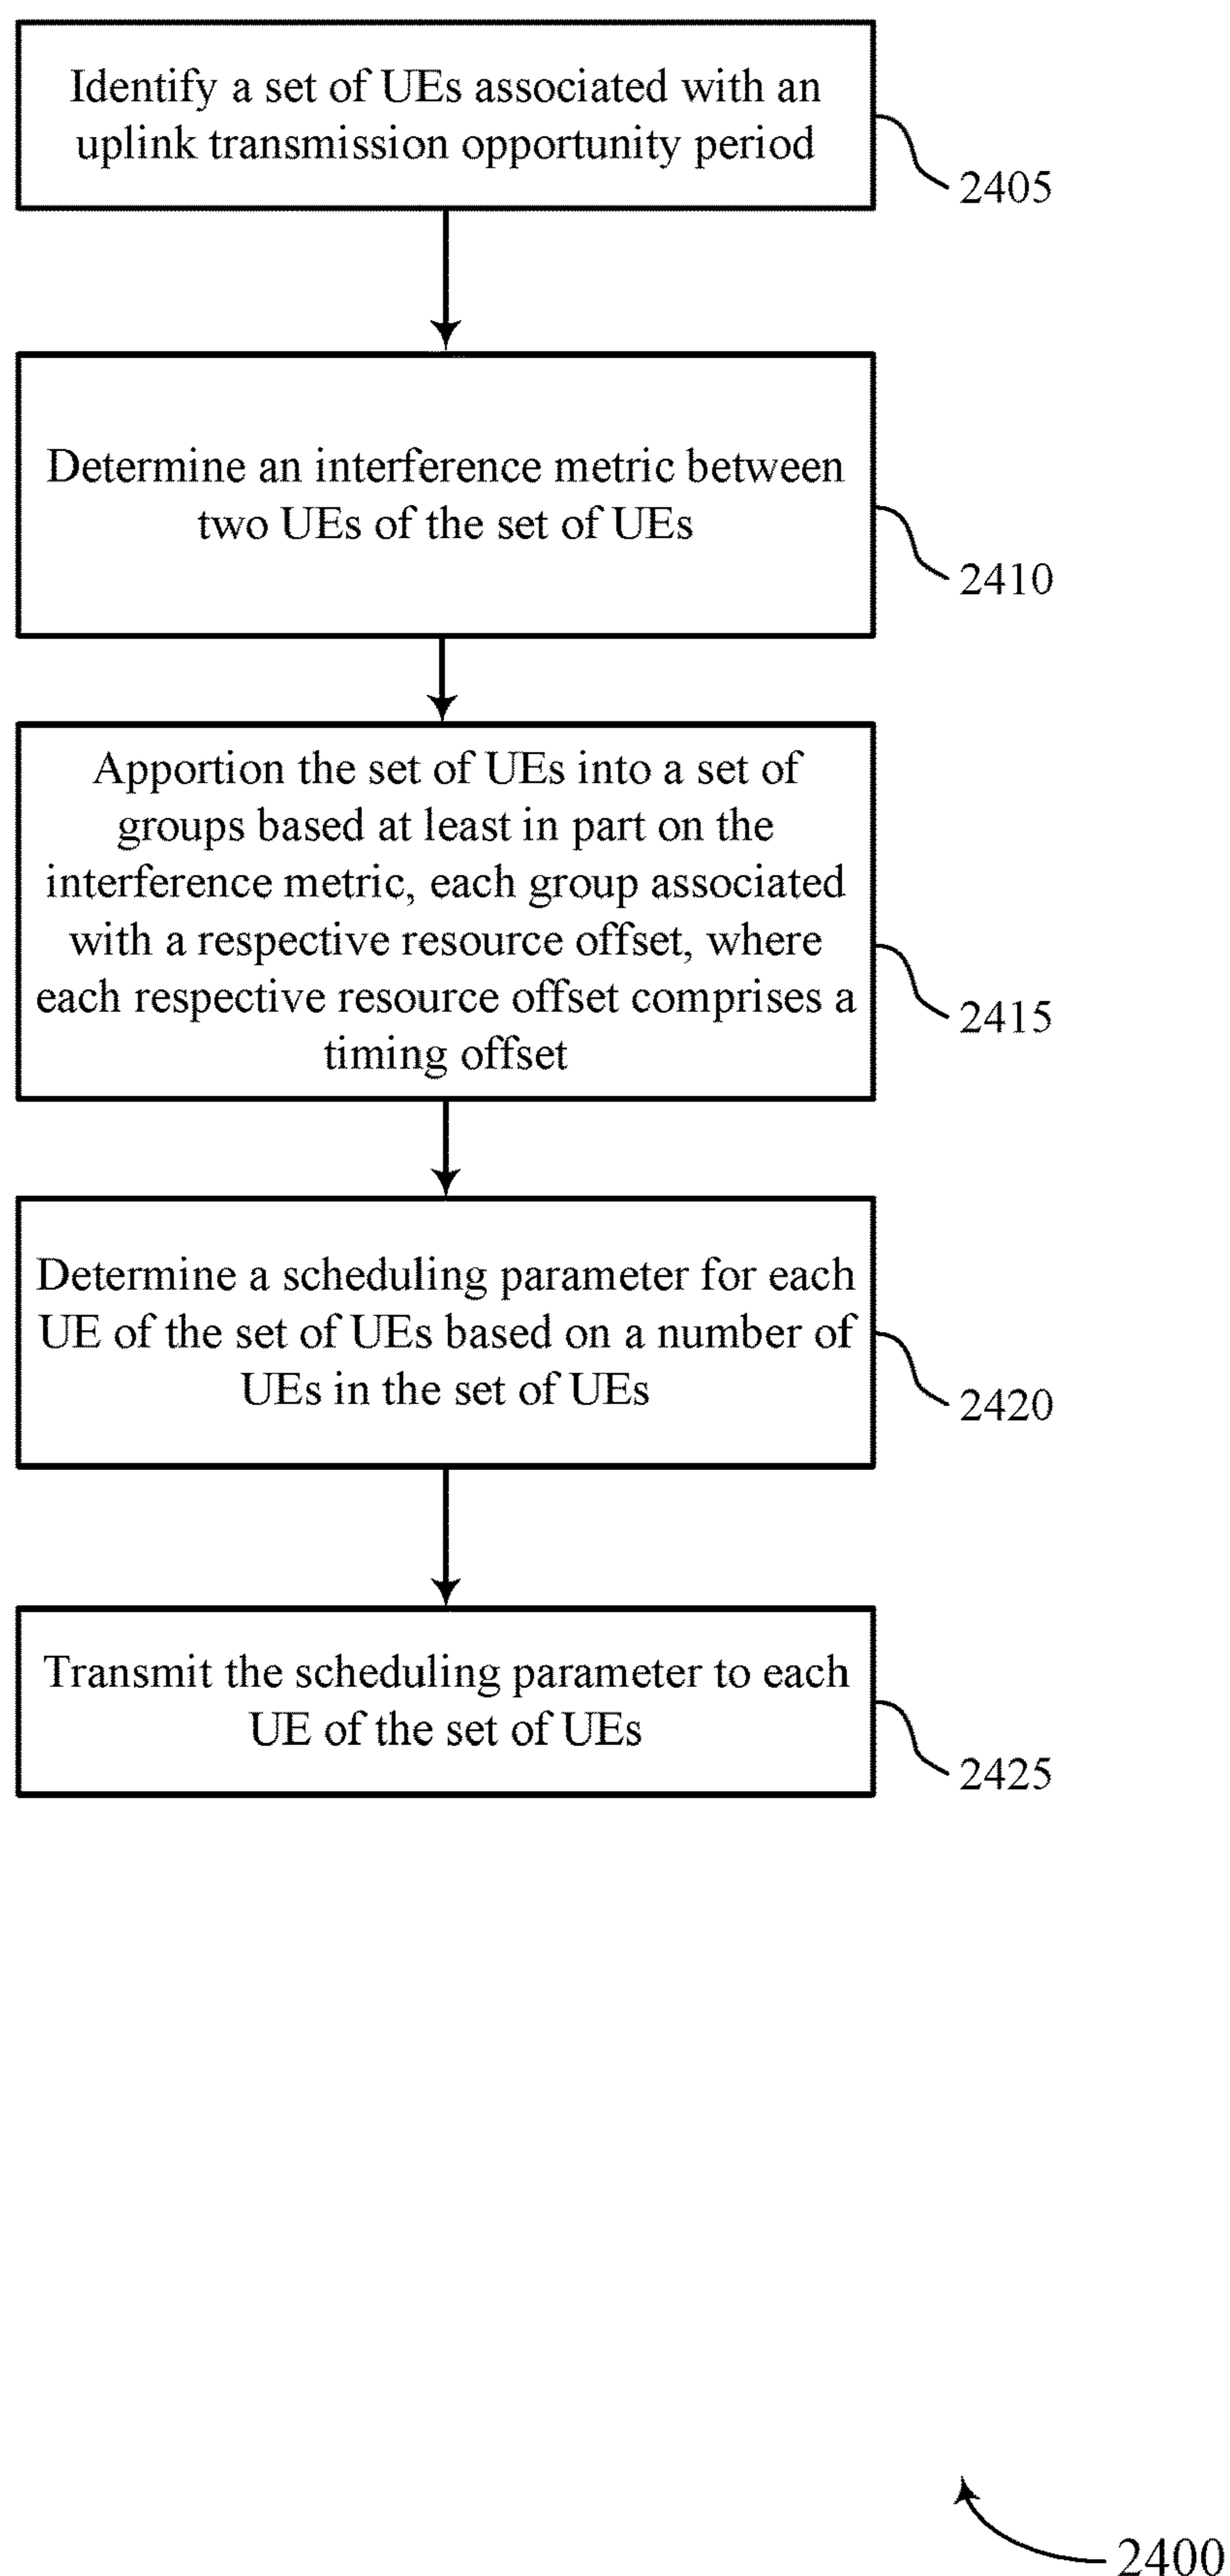 Identify a set of UEs associated with an
uplink transmission opportunity period
2405
Determine an interference metric between
two UEs of the set of UEs
2410
Apportion the set of UEs into a set of
groups based at least in part on the
interference metric, each group associated
with a respective resource offset, where
each respective resource offset comprises a
timing offset
2415
Determine a scheduling parameter for each
UE of the set of UEs based on a number of
UEs in the set of UEs
2420
Transmit the scheduling parameter to each
UE of the set of UEs
2425
2400